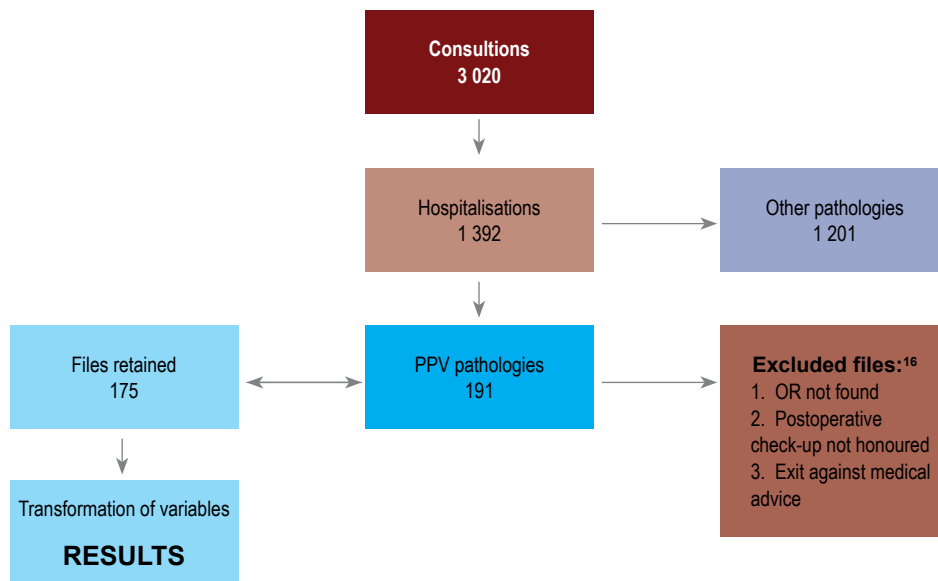 Consultions
3 020
Hospitalisations
1 392
Other pathologies
1 201
Files retained
175
PPV pathologies
191
Excluded files:¹⁶
1. OR not found
2. Postoperative
check-up not honoured
3. Exit against medical
advice
Transformation of variables
RESULTS